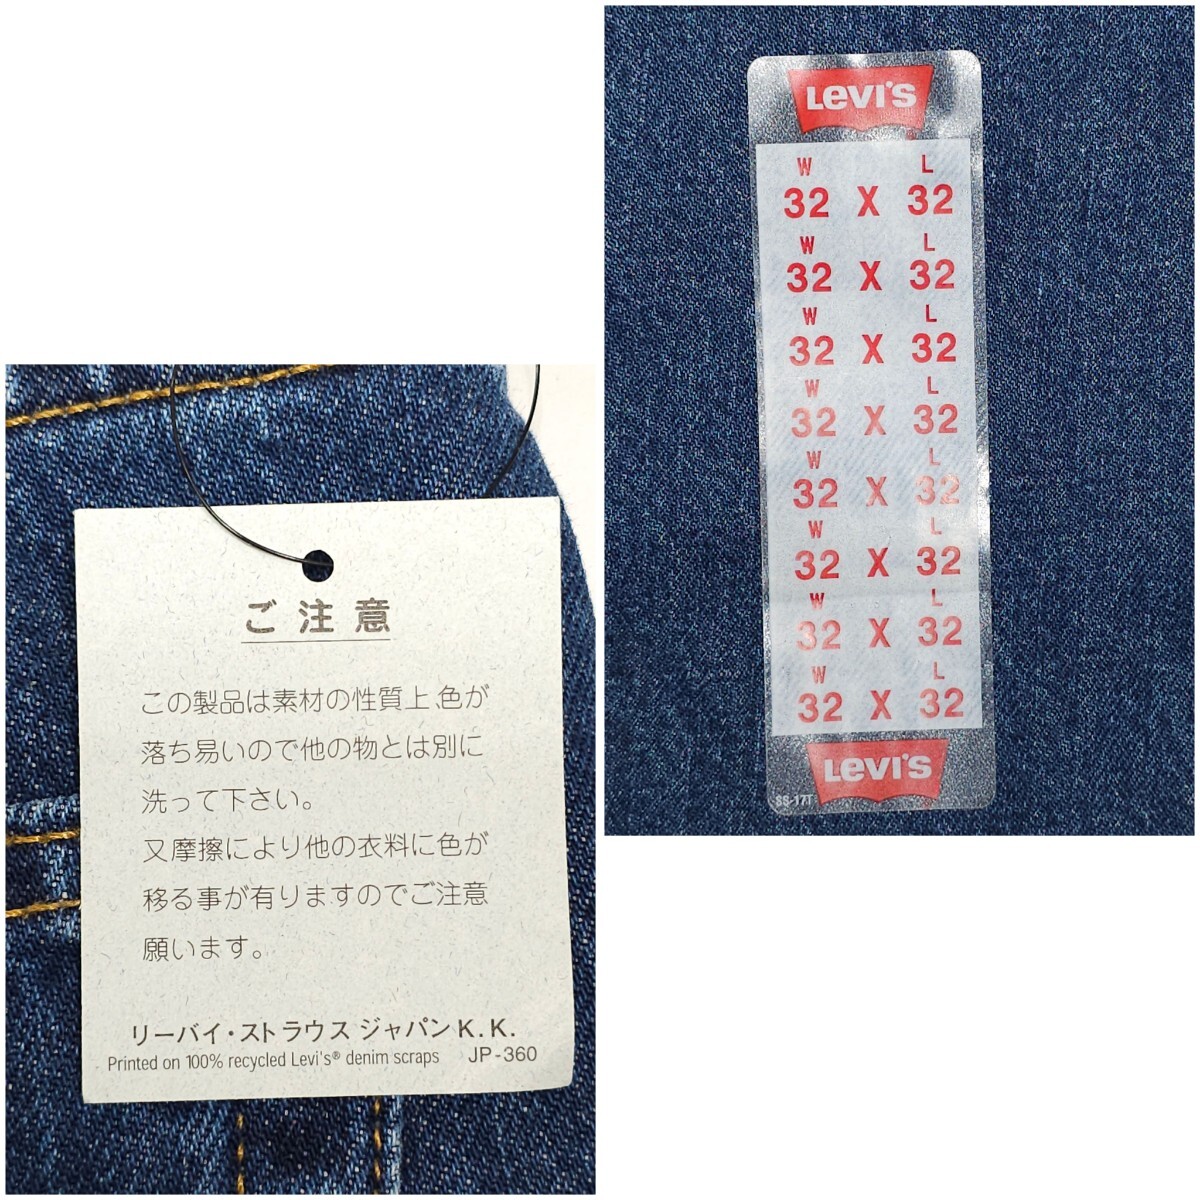 ご注意
この製品は素材の性質上、色が
落ち易いので他の物とは別に
洗って下さい。
又摩擦により他の衣料に色が
移る事が有りますのでご注意
願います。
リーバイ・ストラウス ジャパン K.K.
Printed on 100% recycled Levi's® denim scraps JP-360
Levi's
W L
32 X 32
W L
32 X 32
W L
32 X 32
W L
32 X 32
W L
32 X 32
W L
32 X 32
W L
32 X 32
W L
32 X 32
Levi's
SS-17T